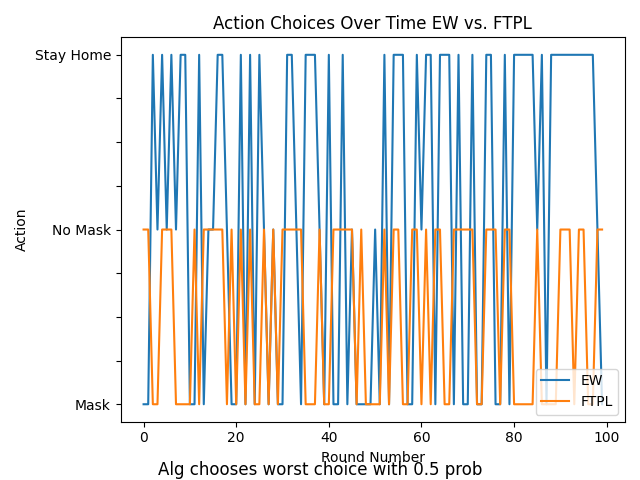 Action Choices Over Time EW vs. FTPL
Stay Home
No Mask
Mask
Action
0 20 40 60 80 100
Round Number
EW
FTPL
Alg chooses worst choice with 0.5 prob